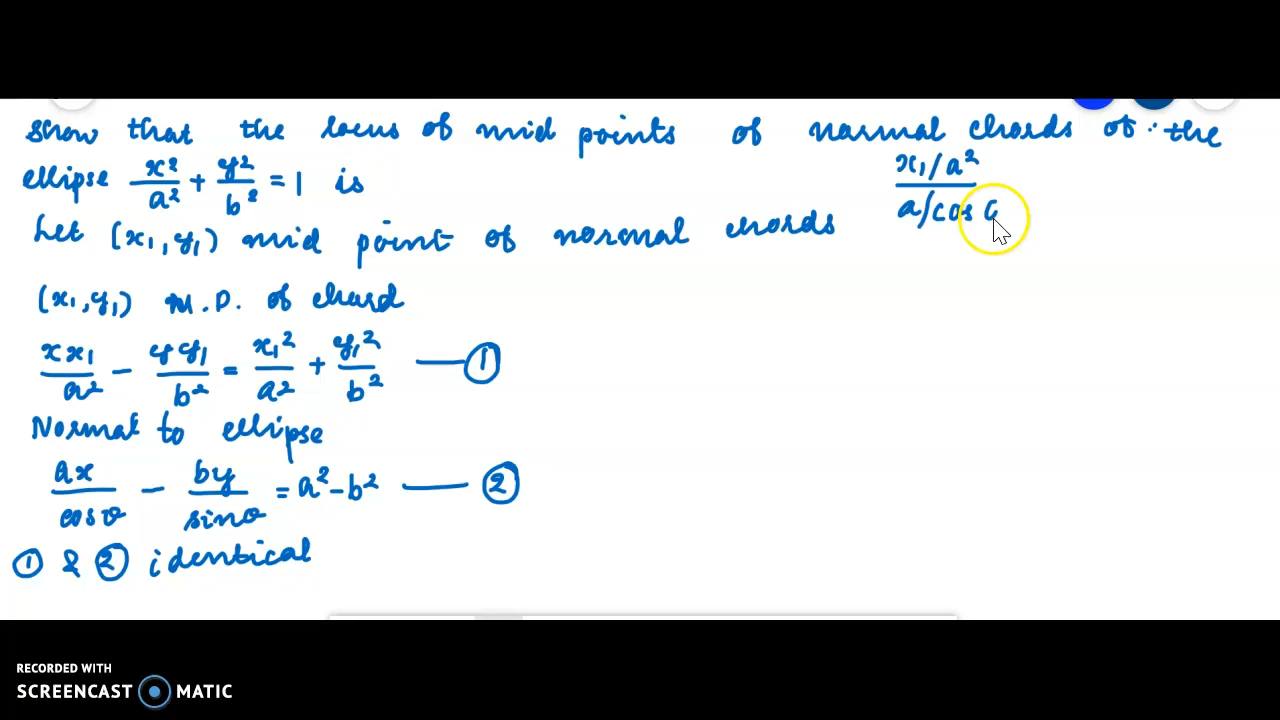 show that the locus of mid points of normal chords of the
ellipse x²/a² + y²/b² = 1 is
Let (x₁, y₁) mid point of normal chords
x₁/a²
a/cos
(x₁, y₁) M.P. of chard
xx₁/a² - yy₁/b² = x₁²/a² + y₁²/b² — ①
Normal to ellipse
ax/cosθ - by/sinθ = a² - b² — ②
① & ② identical
RECORDED WITH
SCREENCAST MATIC